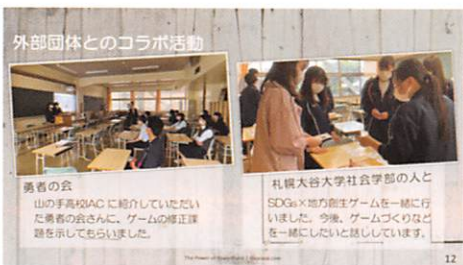 外部団体とのコラボ活動
勇者の会
山の手高校IAC に紹介していただい
た勇者の会さんに、ゲームの修正課
題を示してもらいました。
札幌大谷大学社会学部の人と
SDGs×地方創生ゲームを一緒に行
いました。今後、ゲームづくりなど
を一緒にしたいと話しています。
The Power of PowerPoint |
12